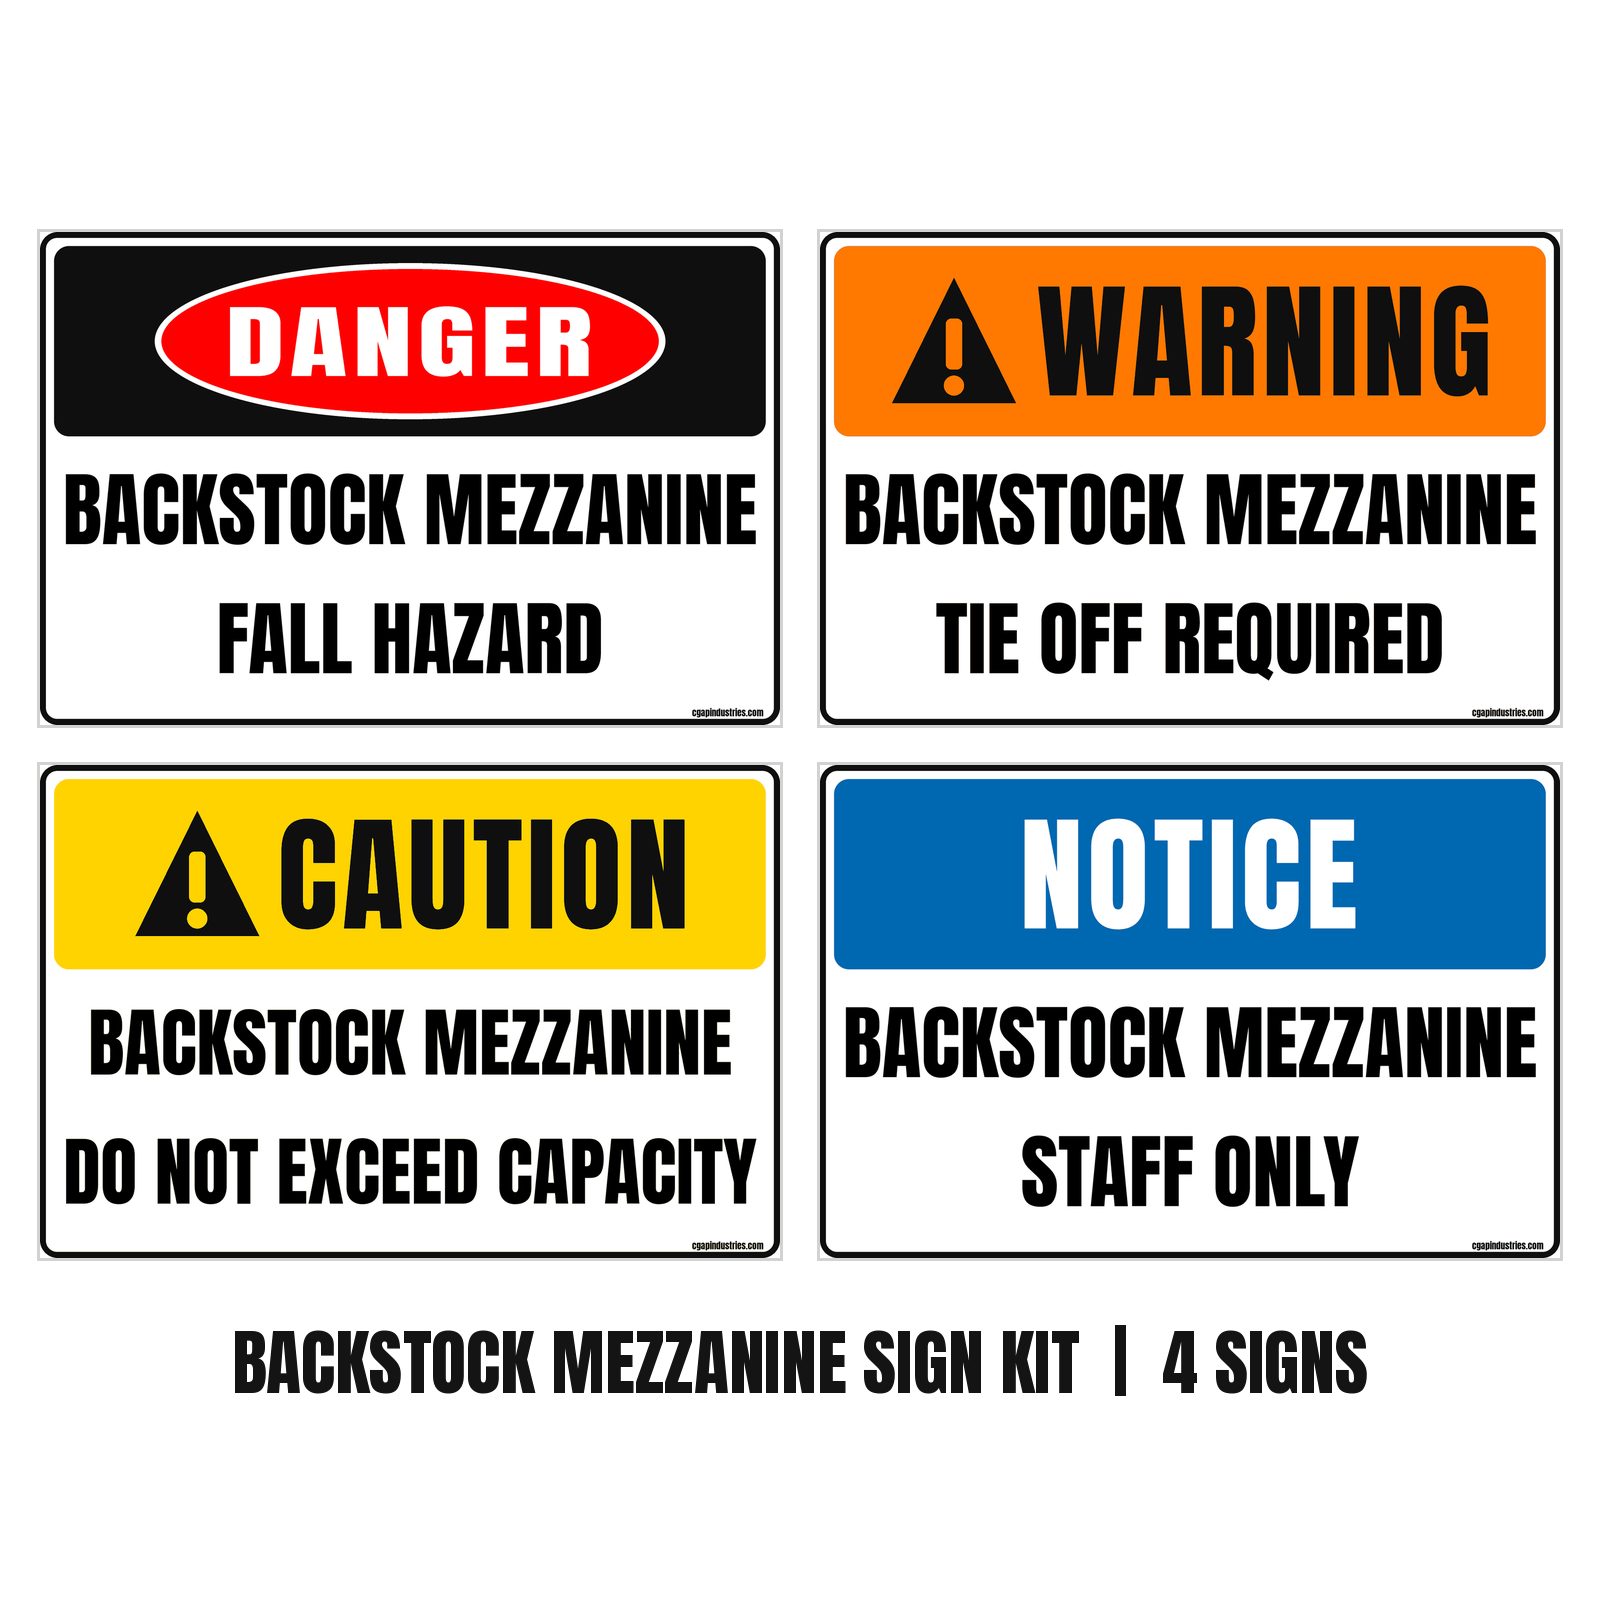 DANGER
BACKSTOCK MEZZANINE
FALL HAZARD
cgapindustries.com
WARNING
BACKSTOCK MEZZANINE
TIE OFF REQUIRED
cgapindustries.com
CAUTION
BACKSTOCK MEZZANINE
DO NOT EXCEED CAPACITY
cgapindustries.com
NOTICE
BACKSTOCK MEZZANINE
STAFF ONLY
cgapindustries.com
BACKSTOCK MEZZANINE SIGN KIT | 4 SIGNS